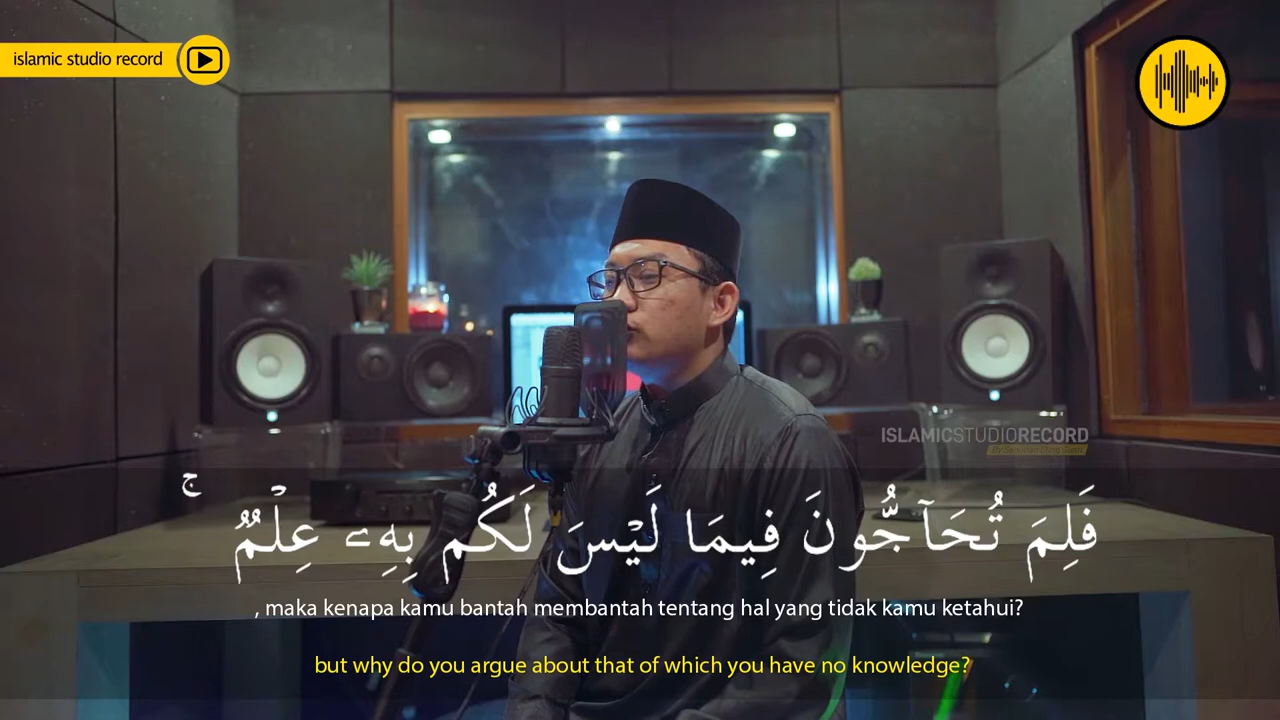 islamic studio record
ISLAMICSTUDIORECORD
فَلِمَ تُحَآجُّونَ فِيمَا لَيْسَ لَكُم بِهِۦ عِلْمٌ ۚ
, maka kenapa kamu bantah membantah tentang hal yang tidak kamu ketahui?
but why do you argue about that of which you have no knowledge?